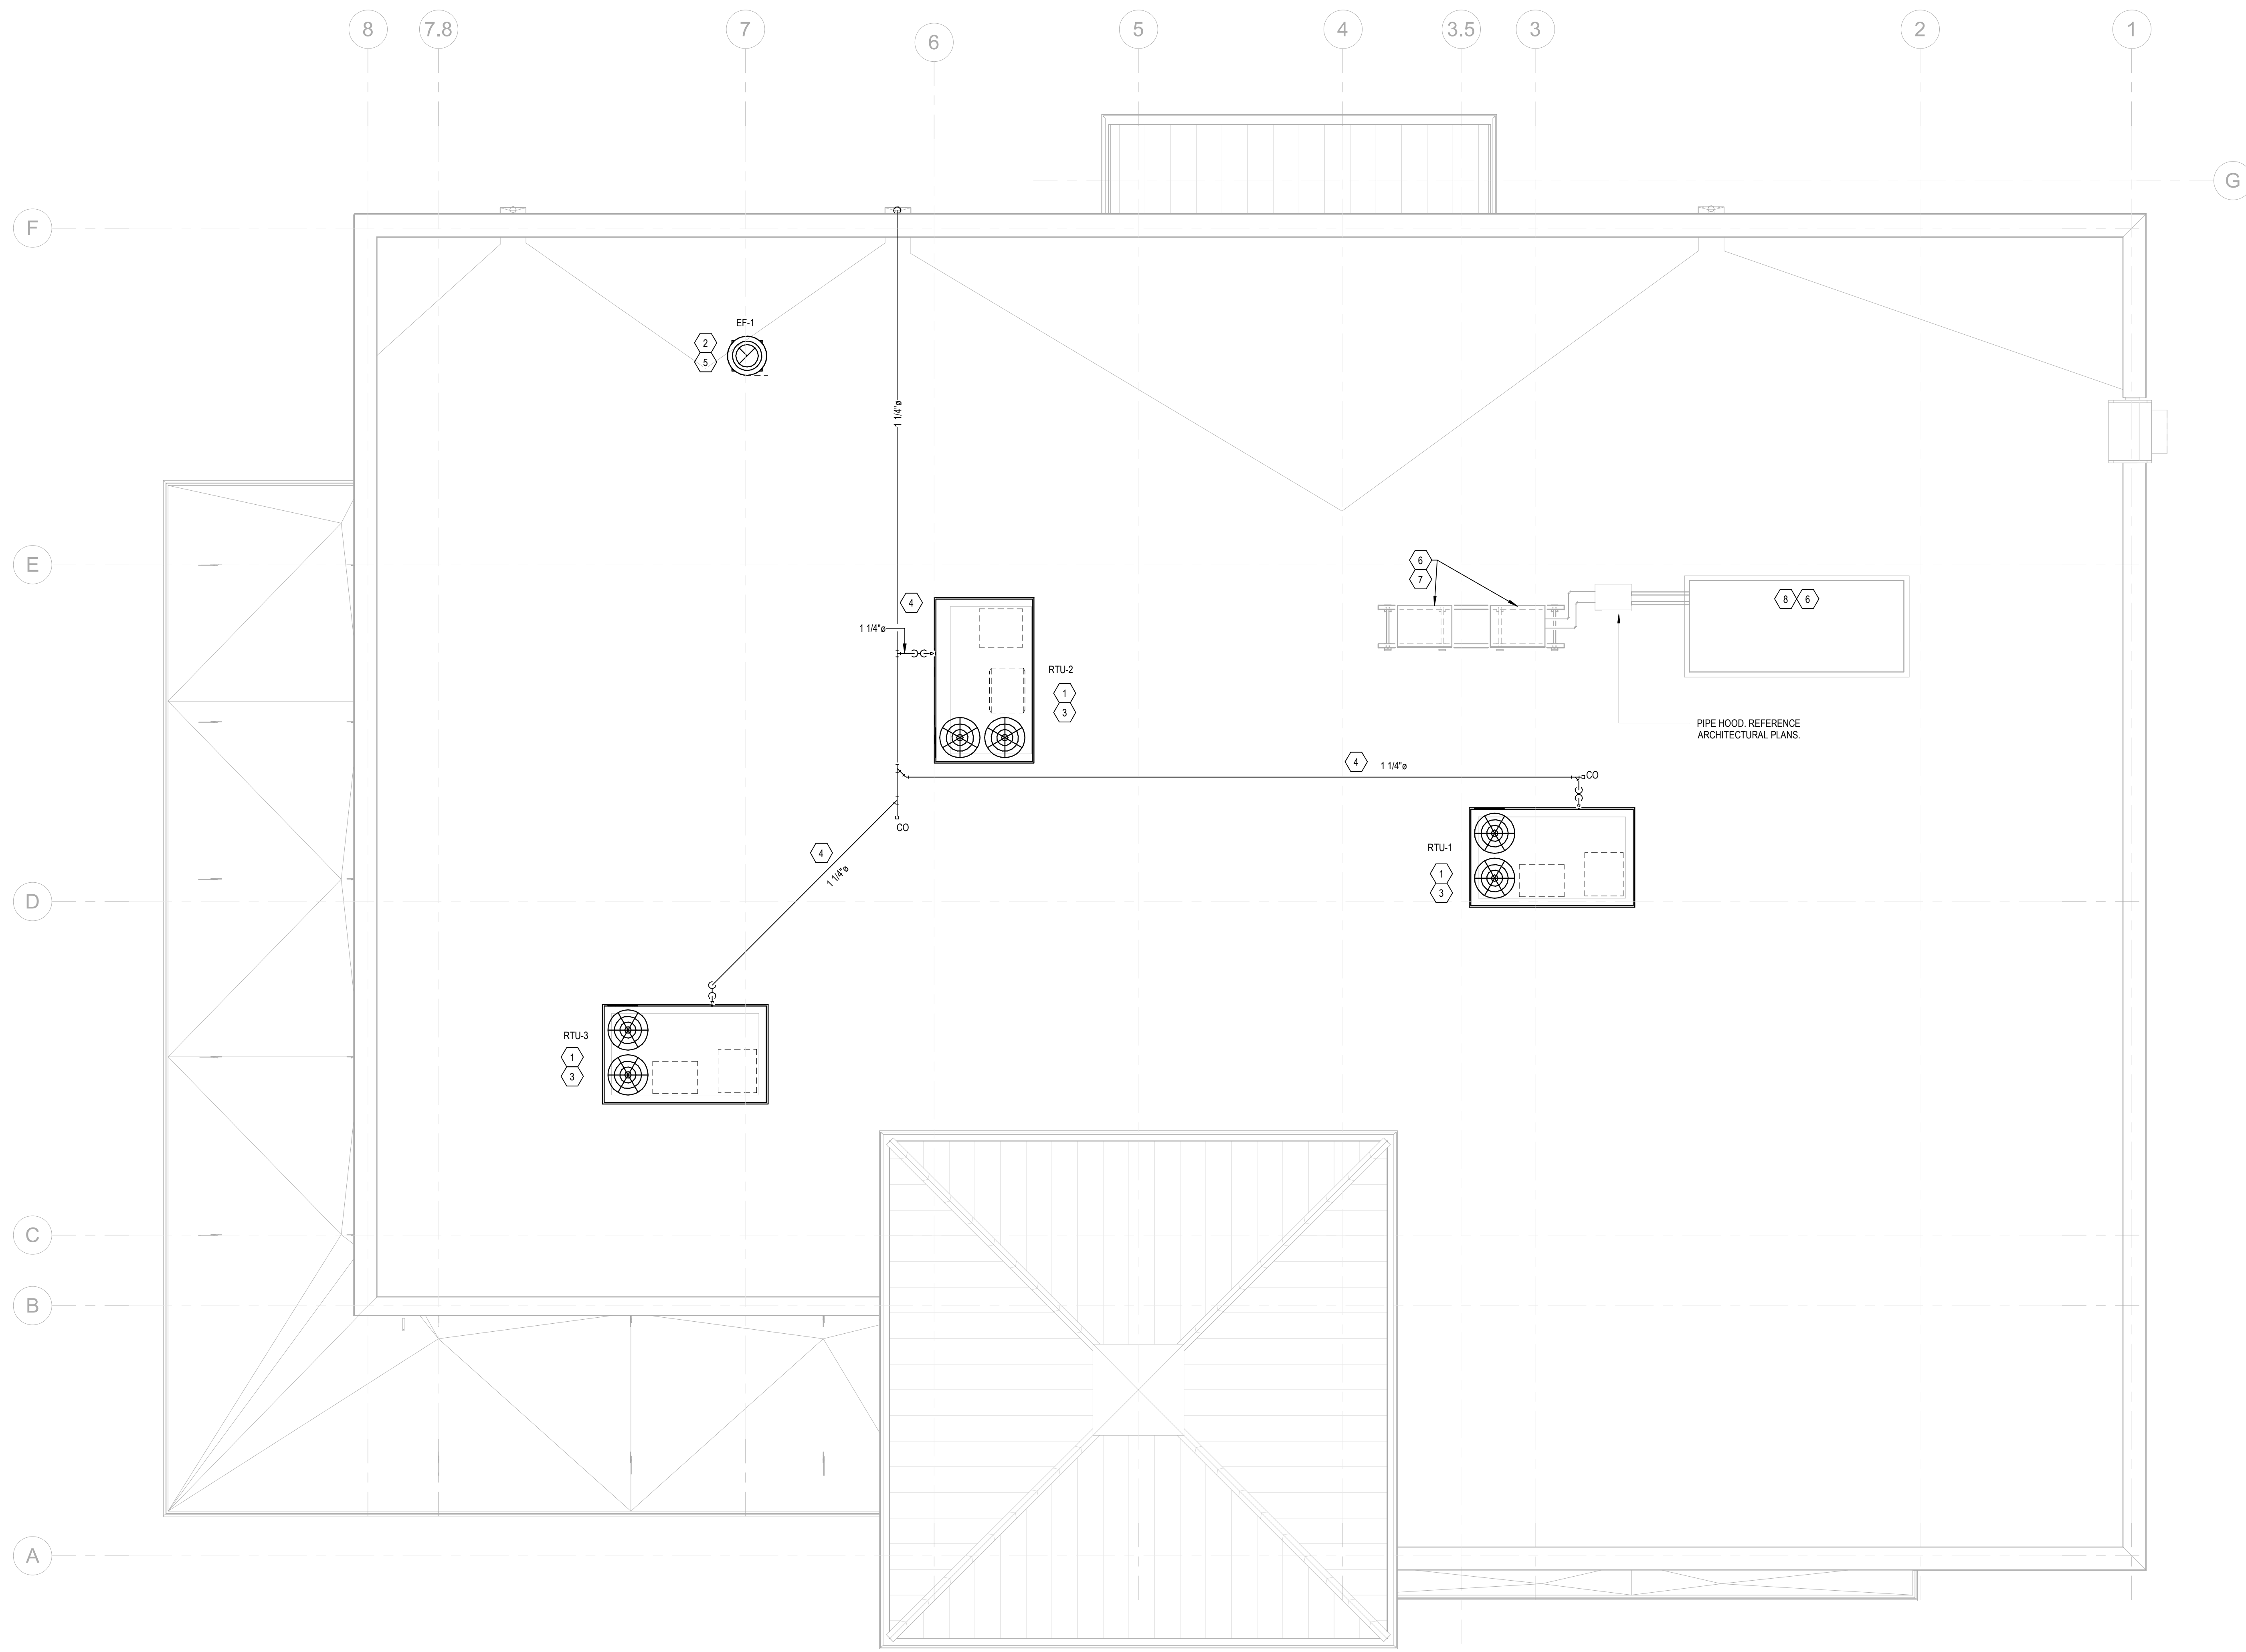 8
7.8
7
6
5
4
3.5
3
2
1
G
F
EF-1
2
5
1 1/4"ø
E
4
1 1/4"ø
6
7
8
6
RTU-2
1
3
PIPE HOOD. REFERENCE
ARCHITECTURAL PLANS.
4
1 1/4"ø
CO
CO
4
1 1/4"ø
RTU-1
1
3
D
RTU-3
1
3
C
B
A